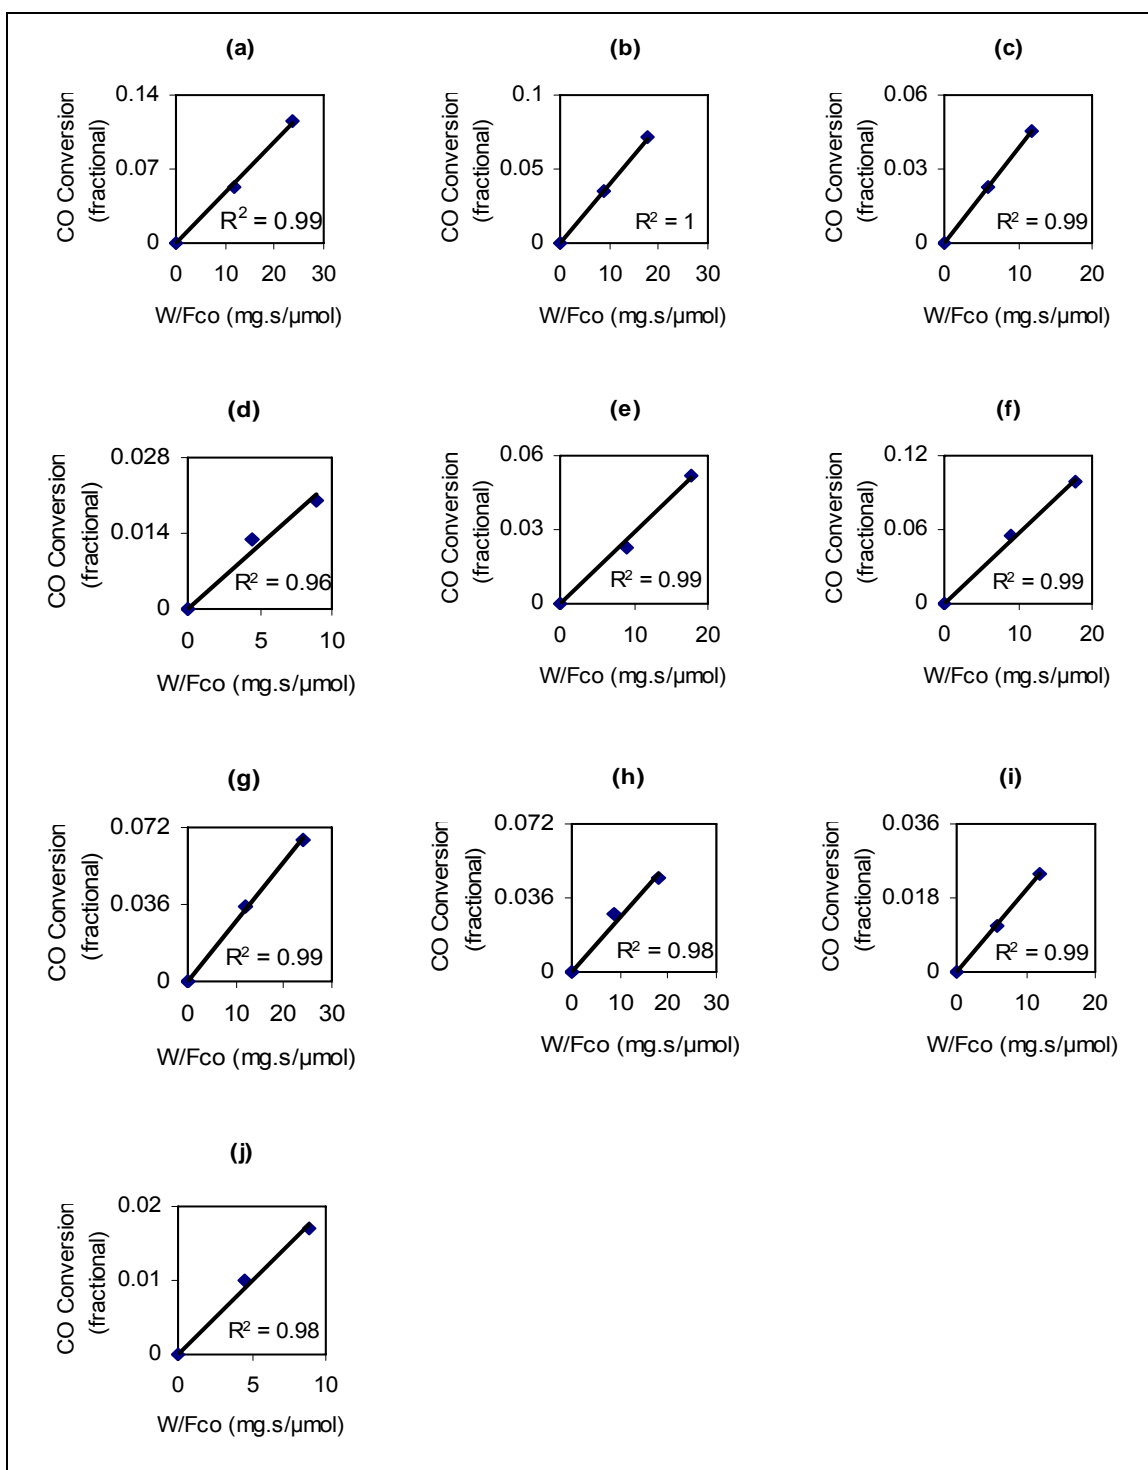 (a)
CO Conversion
(fractional)
0.14
0.07
0
R² = 0.99
0 10 20 30
W/Fco (mg.s/µmol)
(b)
CO Conversion
(fractional)
0.1
0.05
0
R² = 1
0 10 20 30
W/Fco (mg.s/µmol)
(c)
CO Conversion
(fractional)
0.06
0.03
0
R² = 0.99
0 10 20
W/Fco (mg.s/µmol)
(d)
CO Conversion
(fractional)
0.028
0.014
0
R² = 0.96
0 5 10
W/Fco (mg.s/µmol)
(e)
CO Conversion
(fractional)
0.06
0.03
0
R² = 0.99
0 10 20
W/Fco (mg.s/µmol)
(f)
CO Conversion
(fractional)
0.12
0.06
0
R² = 0.99
0 10 20
W/Fco (mg.s/µmol)
(g)
CO Conversion
(fractional)
0.072
0.036
0
R² = 0.99
0 10 20 30
W/Fco (mg.s/µmol)
(h)
CO Conversion
(fractional)
0.072
0.036
0
R² = 0.98
0 10 20 30
W/Fco (mg.s/µmol)
(i)
CO Conversion
(fractional)
0.036
0.018
0
R² = 0.99
0 10 20
W/Fco (mg.s/µmol)
(j)
CO Conversion
(fractional)
0.02
0.01
0
R² = 0.98
0 5 10
W/Fco (mg.s/µmol)